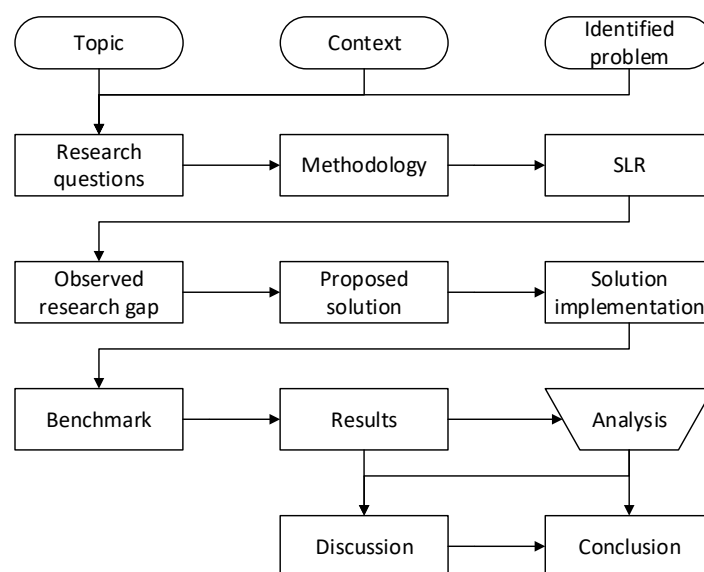 Topic
Context
Identified
problem
Research
questions
Methodology
SLR
Observed
research gap
Proposed
solution
Solution
implementation
Benchmark
Results
Analysis
Discussion
Conclusion